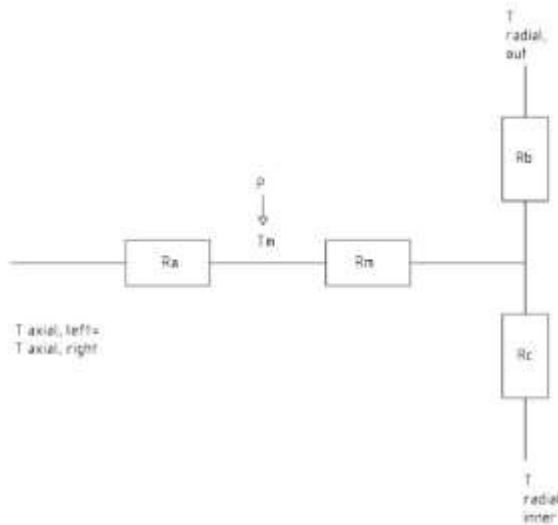 T
radial,
out
Rb
P
Tm
Ra
Rm
T axial, left=
T axial, right
Rc
T
radial
inner